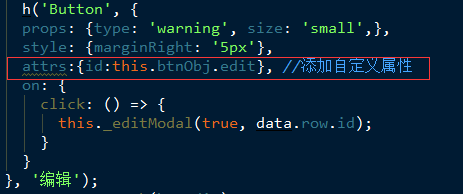 h('Button', {
props: {type: 'warning', size: 'small',},
style: {marginRight: '5px'},
attrs:{id:this.btnObj.edit}, //添加自定义属性
on: {
click: () => {
this._editModal(true, data.row.id);
}
}
}, '编辑');